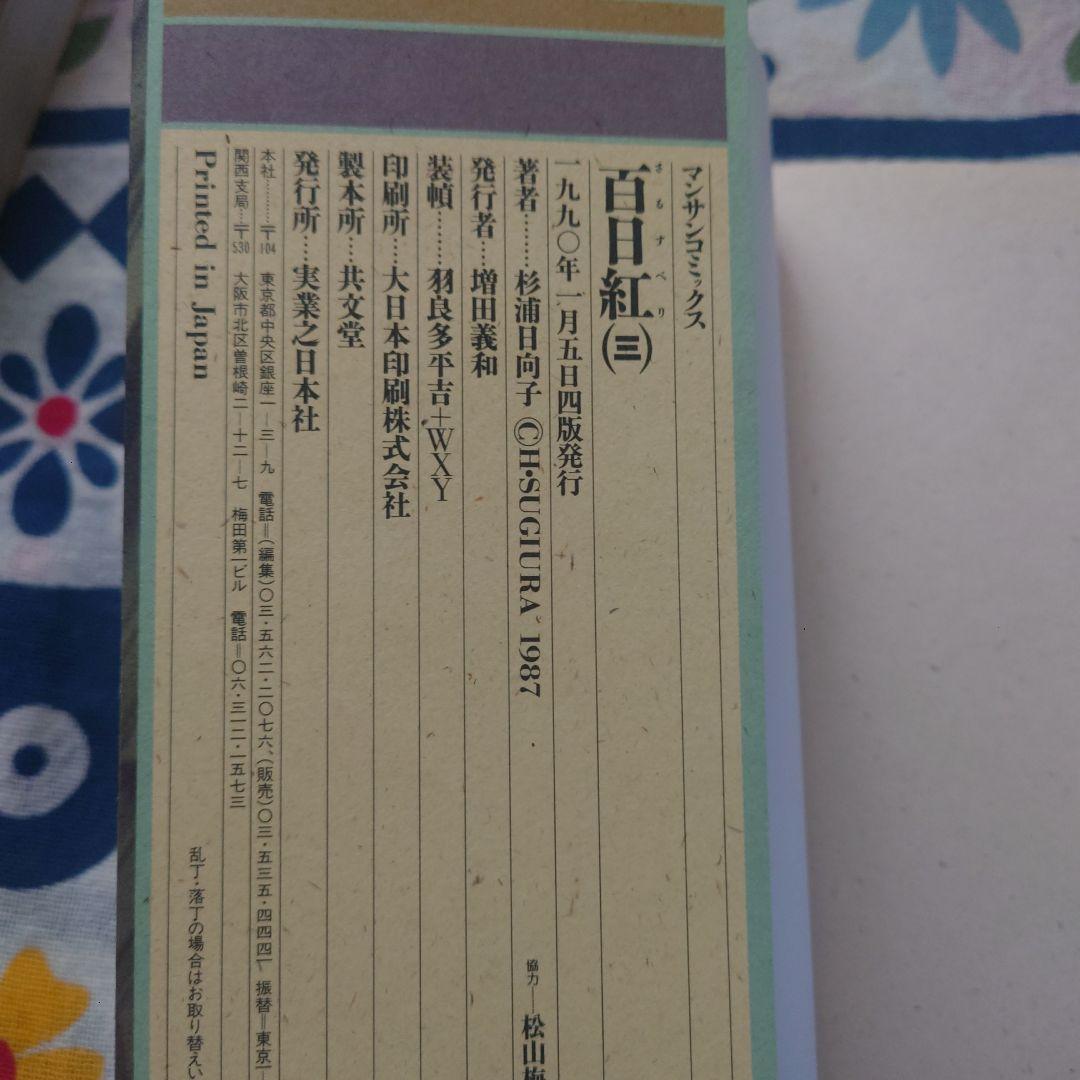 マンサンコミックス
百日紅(三)
さるすべり
一九九〇年一月五日四版発行
著者………杉浦日向子 ©H・SUGIURA 1987
協力――松山梅
発行者……増田義和
装幀………羽良多平吉+WXY
印刷所……大日本印刷株式会社
製本所……共文堂
発行所……実業之日本社
本社…………〒104 東京都中央区銀座一―三―九 電話=(編集)〇三・五六二・二〇七六、(販売)〇三・五三五・四四四一 振替=東京一―
関西支局……〒530 大阪市北区曽根崎二―十二―七 梅田第一ビル 電話=〇六・三一二・一五七三
Printed in Japan
乱丁・落丁の場合はお取り替えい